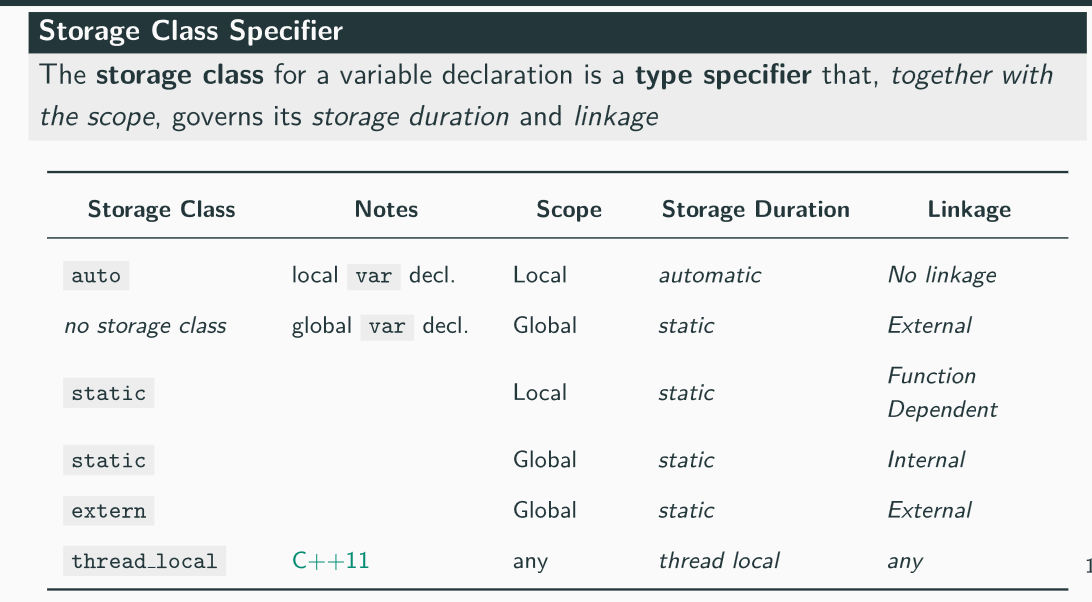 Storage Class Specifier
The storage class for a variable declaration is a type specifier that, together with
the scope, governs its storage duration and linkage
Storage Class Notes Scope Storage Duration Linkage
auto local var decl. Local automatic No linkage
no storage class global var decl. Global static External
static Local static Function
Dependent
static Global static Internal
extern Global static External
thread_local C++11 any thread local any